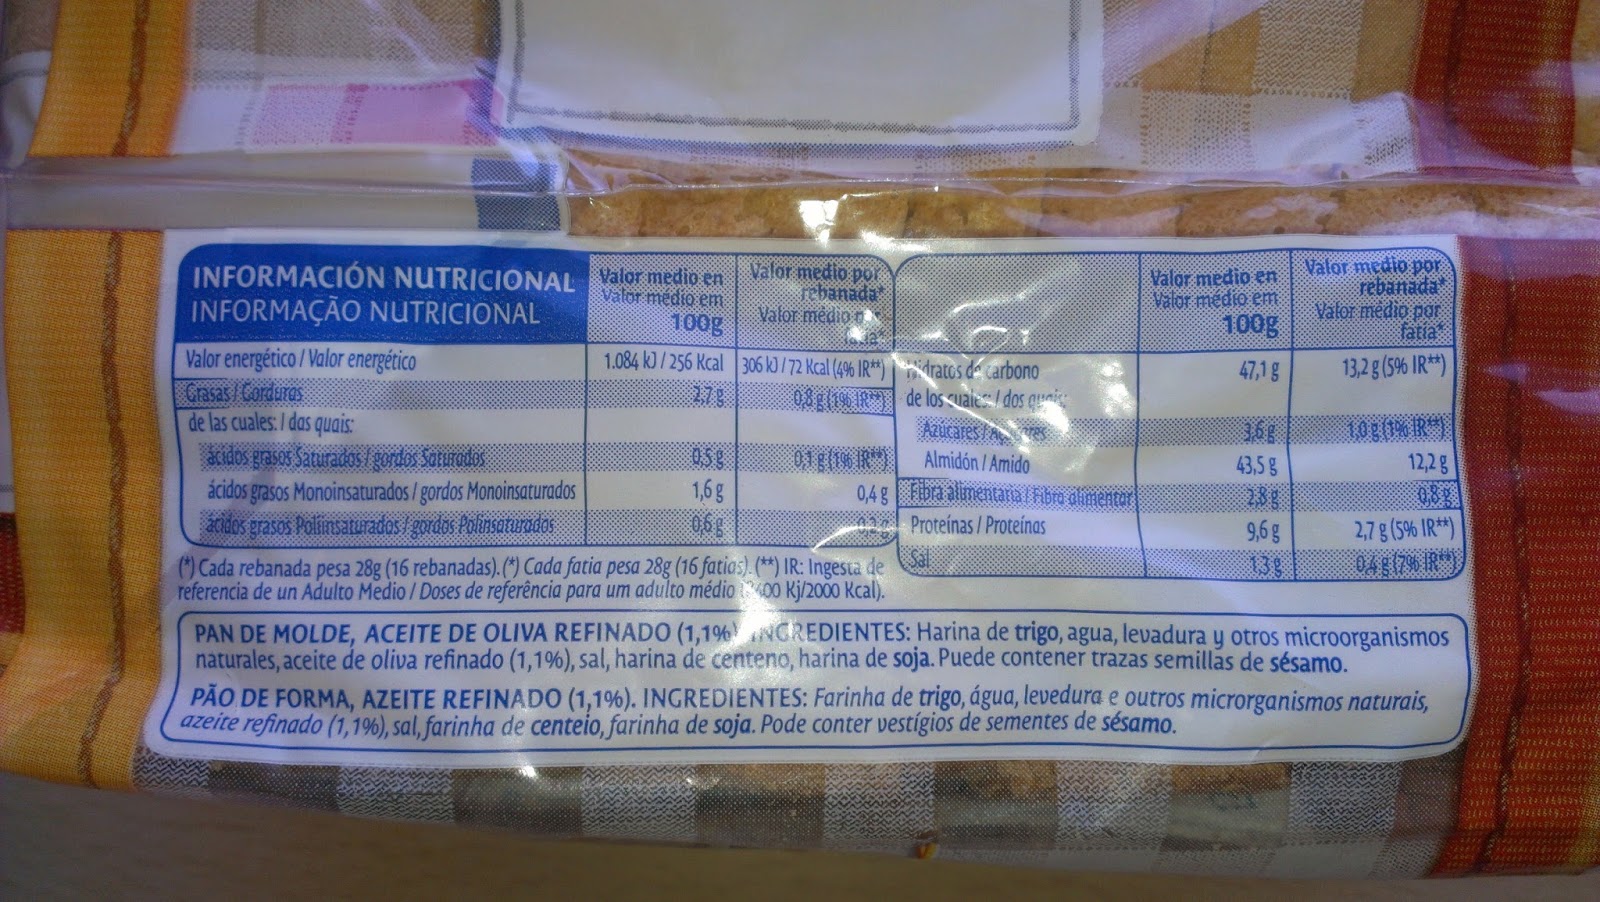 INFORMACIÓN NUTRICIONAL
INFORMAÇÃO NUTRICIONAL
Valor medio en
Valor médio em
100g
Valor medio por
rebanada*
Valor médio
Valor energético / Valor energético 1.084 kJ / 256 Kcal 306 kJ / 72 Kcal (4% IR**)
Grasas / Gorduras 2,7 g 0,8 g (1% IR**)
de las cuales: / das quais:
ácidos grasos Saturados / gordos Saturados 0,5 g 0,1 g (1% IR**)
ácidos grasos Monoinsaturados / gordos Monoinsaturados 1,6 g 0,4 g
ácidos grasos Poliinsaturados / gordos Polinsaturados 0,6 g 0,2 g
Valor medio en
Valor médio em
100g
Valor medio por
rebanada*
Valor médio por
fatia*
Hidratos de carbono 47,1 g 13,2 g (5% IR**)
de los cuales: / dos quais:
Azúcares / Açúcares 3,6 g 1,0 g (1% IR**)
Almidón / Amido 43,5 g 12,2 g
Fibra alimentaria / Fibra alimentar 2,8 g 0,8 g
Proteínas / Proteínas 9,6 g 2,7 g (5% IR**)
Sal 1,3 g 0,4 g (7% IR**)
(*) Cada rebanada pesa 28g (16 rebanadas). (*) Cada fatia pesa 28g (16 fatias). (**) IR: Ingesta de
referencia de un Adulto Medio / Doses de referência para um adulto médio Kj/2000 Kcal).
PAN DE MOLDE, ACEITE DE OLIVA REFINADO (1,1%). INGREDIENTES: Harina de trigo, agua, levadura y otros microorganismos
naturales, aceite de oliva refinado (1,1%), sal, harina de centeno, harina de soja. Puede contener trazas semillas de sésamo.
PÃO DE FORMA, AZEITE REFINADO (1,1%). INGREDIENTES: Farinha de trigo, água, levedura e outros microrganismos naturais,
azeite refinado (1,1%), sal, farinha de centeio, farinha de soja. Pode conter vestígios de sementes de sésamo.